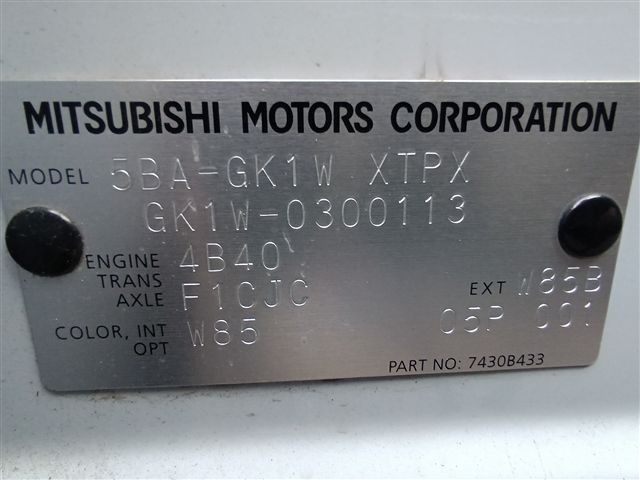 MITSUBISHI MOTORS CORPORATION
MODEL 5BA-GK1W XTPX
GK1W-0300113
ENGINE 4B40
TRANS AXLE F1CJC
EXT W85B
COLOR, INT OPT W85 05P 001
PART NO: 7430B433